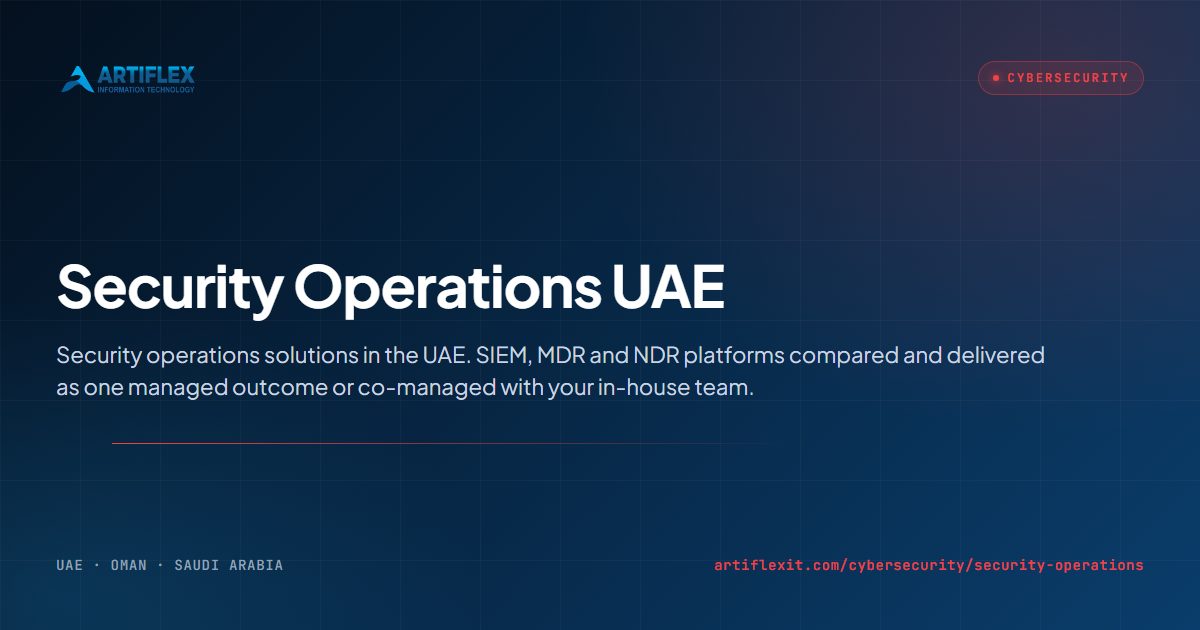 ARTIFLEX
INFORMATION TECHNOLOGY
CYBERSECURITY
Security Operations UAE
Security operations solutions in the UAE. SIEM, MDR and NDR platforms compared and delivered
as one managed outcome or co-managed with your in-house team.
UAE · OMAN · SAUDI ARABIA
artiflexit.com/cybersecurity/security-operations